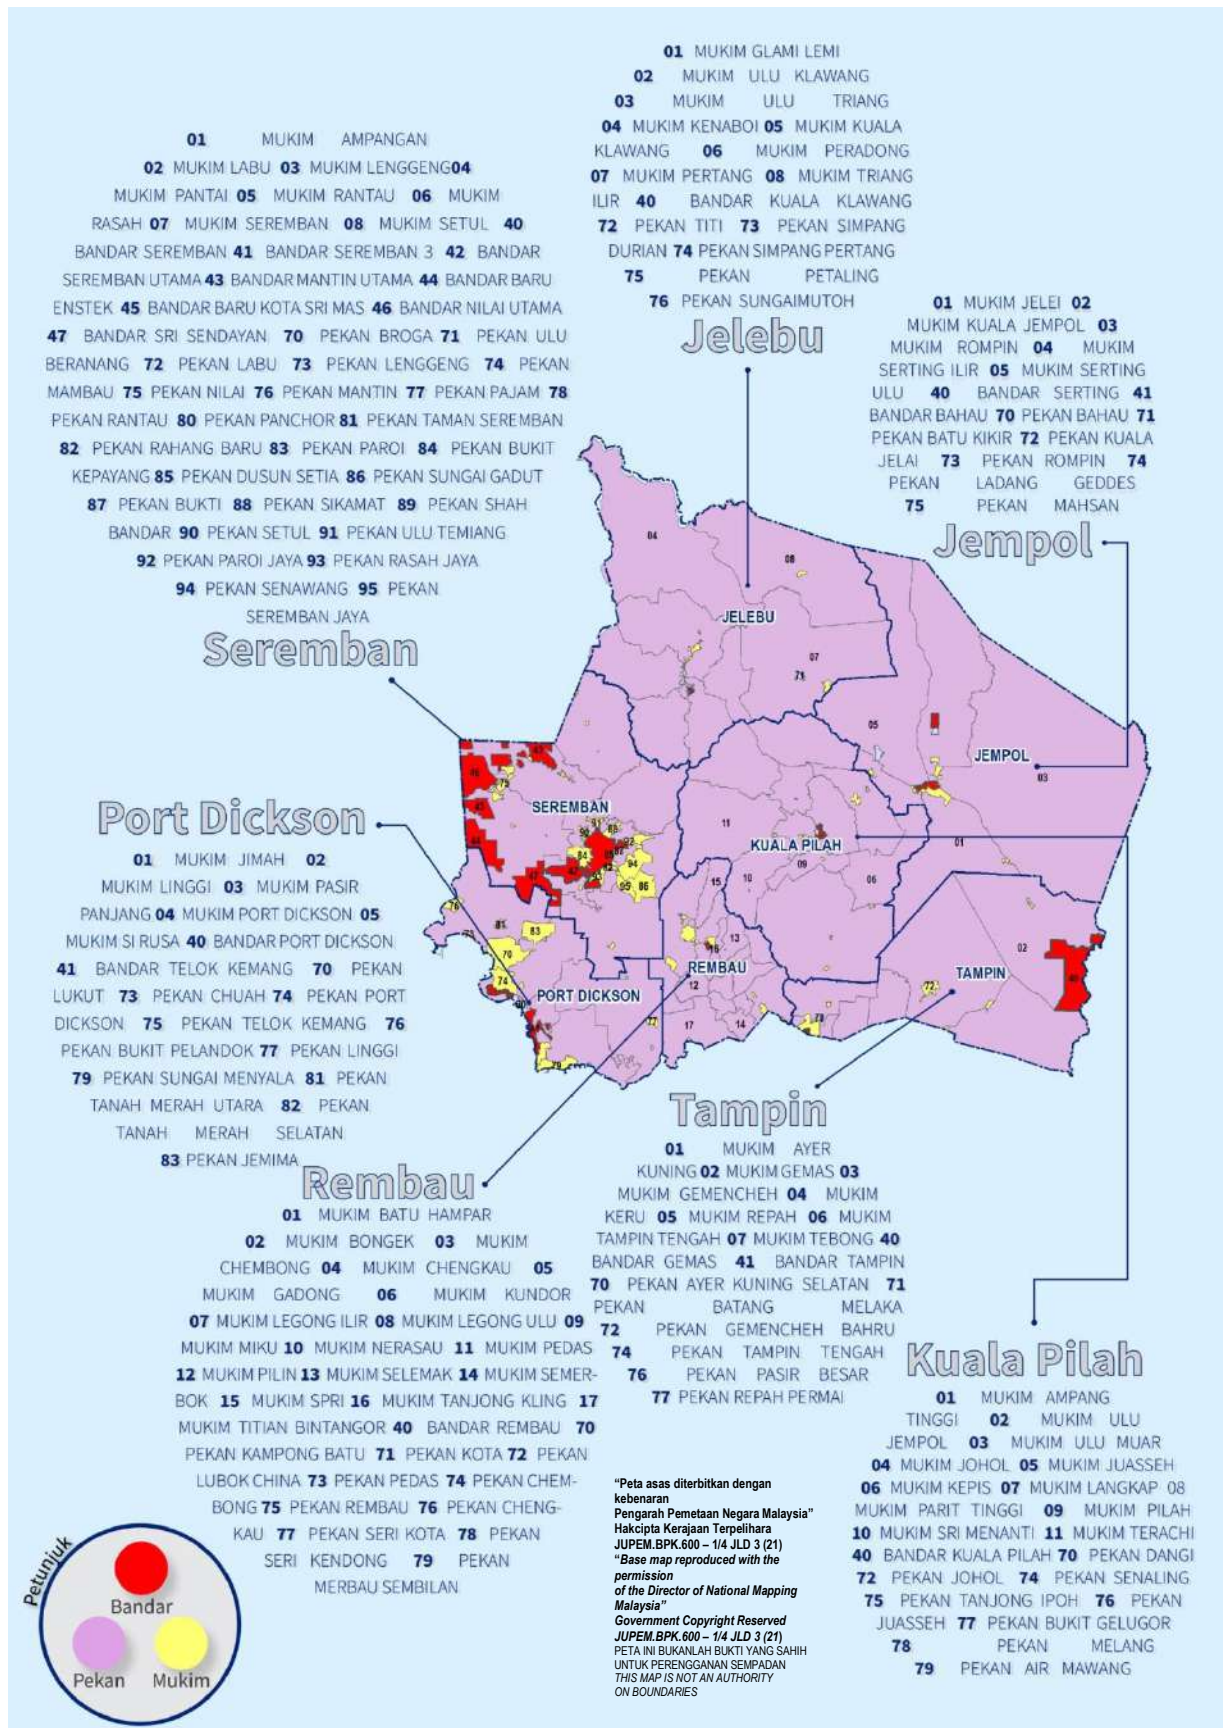 01 MUKIM GLAMI LEMI
02 MUKIM ULU KLAWANG
03 MUKIM ULU TRIANG
04 MUKIM KENABOI 05 MUKIM KUALA
KLAWANG 06 MUKIM PERADONG
07 MUKIM PERTANG 08 MUKIM TRIANG
ILIR 40 BANDAR KUALA KLAWANG
72 PEKAN TITI 73 PEKAN SIMPANG
DURIAN 74 PEKAN SIMPANG PERTANG
75 PEKAN PETALING
76 PEKAN SUNGAIMUTOH
Jelebu
01 MUKIM AMPANGAN
02 MUKIM LABU 03 MUKIM LENGGENG04
MUKIM PANTAI 05 MUKIM RANTAU 06 MUKIM
RASAH 07 MUKIM SEREMBAN 08 MUKIM SETUL 40
BANDAR SEREMBAN 41 BANDAR SEREMBAN 3 42 BANDAR
SEREMBAN UTAMA 43 BANDAR MANTIN UTAMA 44 BANDAR BARU
ENSTEK 45 BANDAR BARU KOTA SRI MAS 46 BANDAR NILAI UTAMA
47 BANDAR SRI SENDAYAN 70 PEKAN BROGA 71 PEKAN ULU
BERANANG 72 PEKAN LABU 73 PEKAN LENGGENG 74 PEKAN
MAMBAU 75 PEKAN NILAI 76 PEKAN MANTIN 77 PEKAN PAJAM 78
PEKAN RANTAU 80 PEKAN PANCHOR 81 PEKAN TAMAN SEREMBAN
82 PEKAN RAHANG BARU 83 PEKAN PAROI 84 PEKAN BUKIT
KEPAYANG 85 PEKAN DUSUN SETIA 86 PEKAN SUNGAI GADUT
87 PEKAN BUKTI 88 PEKAN SIKAMAT 89 PEKAN SHAH
BANDAR 90 PEKAN SETUL 91 PEKAN ULU TEMIANG
92 PEKAN PAROI JAYA 93 PEKAN RASAH JAYA
94 PEKAN SENAWANG 95 PEKAN
SEREMBAN JAYA
Seremban
01 MUKIM JELEI 02
MUKIM KUALA JEMPOL 03
MUKIM ROMPIN 04 MUKIM
SERTING ILIR 05 MUKIM SERTING
ULU 40 BANDAR SERTING 41
BANDAR BAHAU 70 PEKAN BAHAU 71
PEKAN BATU KIKIR 72 PEKAN KUALA
JELAI 73 PEKAN ROMPIN 74
PEKAN LADANG GEDDES
75 PEKAN MAHSAN
Jempol
04
08
JELEBU
07
71
05
JEMPOL
03
SEREMBAN
11
KUALA PILAH
09
01
84
94
95 86
15
10
06
83
70
74
13
02
REMBAU
TAMPIN
72
PORT DICKSON
12
17
14
Port Dickson
01 MUKIM JIMAH 02
MUKIM LINGGI 03 MUKIM PASIR
PANJANG 04 MUKIM PORT DICKSON 05
MUKIM SI RUSA 40 BANDAR PORT DICKSON
41 BANDAR TELOK KEMANG 70 PEKAN
LUKUT 73 PEKAN CHUAH 74 PEKAN PORT
DICKSON 75 PEKAN TELOK KEMANG 76
PEKAN BUKIT PELANDOK 77 PEKAN LINGGI
79 PEKAN SUNGAI MENYALA 81 PEKAN
TANAH MERAH UTARA 82 PEKAN
TANAH MERAH SELATAN
83 PEKAN JEMIMA
Rembau
01 MUKIM BATU HAMPAR
02 MUKIM BONGEK 03 MUKIM
CHEMBONG 04 MUKIM CHENGKAU 05
MUKIM GADONG 06 MUKIM KUNDOR
07 MUKIM LEGONG ILIR 08 MUKIM LEGONG ULU 09
MUKIM MIKU 10 MUKIM NERASAU 11 MUKIM PEDAS
12 MUKIM PILIN 13 MUKIM SELEMAK 14 MUKIM SEMER-
BOK 15 MUKIM SPRI 16 MUKIM TANJONG KLING 17
MUKIM TITIAN BINTANGOR 40 BANDAR REMBAU 70
PEKAN KAMPONG BATU 71 PEKAN KOTA 72 PEKAN
LUBOK CHINA 73 PEKAN PEDAS 74 PEKAN CHEM-
BONG 75 PEKAN REMBAU 76 PEKAN CHENG-
KAU 77 PEKAN SERI KOTA 78 PEKAN
SERI KENDONG 79 PEKAN
MERBAU SEMBILAN
Tampin
01 MUKIM AYER
KUNING 02 MUKIM GEMAS 03
MUKIM GEMENCHEH 04 MUKIM
KERU 05 MUKIM REPAH 06 MUKIM
TAMPIN TENGAH 07 MUKIM TEBONG 40
BANDAR GEMAS 41 BANDAR TAMPIN
70 PEKAN AYER KUNING SELATAN 71
PEKAN BATANG MELAKA
72 PEKAN GEMENCHEH BAHRU
74 PEKAN TAMPIN TENGAH
76 PEKAN PASIR BESAR
77 PEKAN REPAH PERMAI
Kuala Pilah
01 MUKIM AMPANG
TINGGI 02 MUKIM ULU
JEMPOL 03 MUKIM ULU MUAR
04 MUKIM JOHOL 05 MUKIM JUASSEH
06 MUKIM KEPIS 07 MUKIM LANGKAP 08
MUKIM PARIT TINGGI 09 MUKIM PILAH
10 MUKIM SRI MENANTI 11 MUKIM TERACHI
40 BANDAR KUALA PILAH 70 PEKAN DANGI
72 PEKAN JOHOL 74 PEKAN SENALING
75 PEKAN TANJONG IPOH 76 PEKAN
JUASSEH 77 PEKAN BUKIT GELUGOR
78 PEKAN MELANG
79 PEKAN AIR MAWANG
“Peta asas diterbitkan dengan
kebenaran
Pengarah Pemetaan Negara Malaysia”
Hakcipta Kerajaan Terpelihara
JUPEM.BPK.600 – 1/4 JLD 3 (21)
“Base map reproduced with the
permission
of the Director of National Mapping
Malaysia”
Government Copyright Reserved
JUPEM.BPK.600 – 1/4 JLD 3 (21)
PETA INI BUKANLAH BUKTI YANG SAHIH
UNTUK PERENGGANAN SEMPADAN
THIS MAP IS NOT AN AUTHORITY
ON BOUNDARIES
Petunjuk
Bandar
Pekan
Mukim